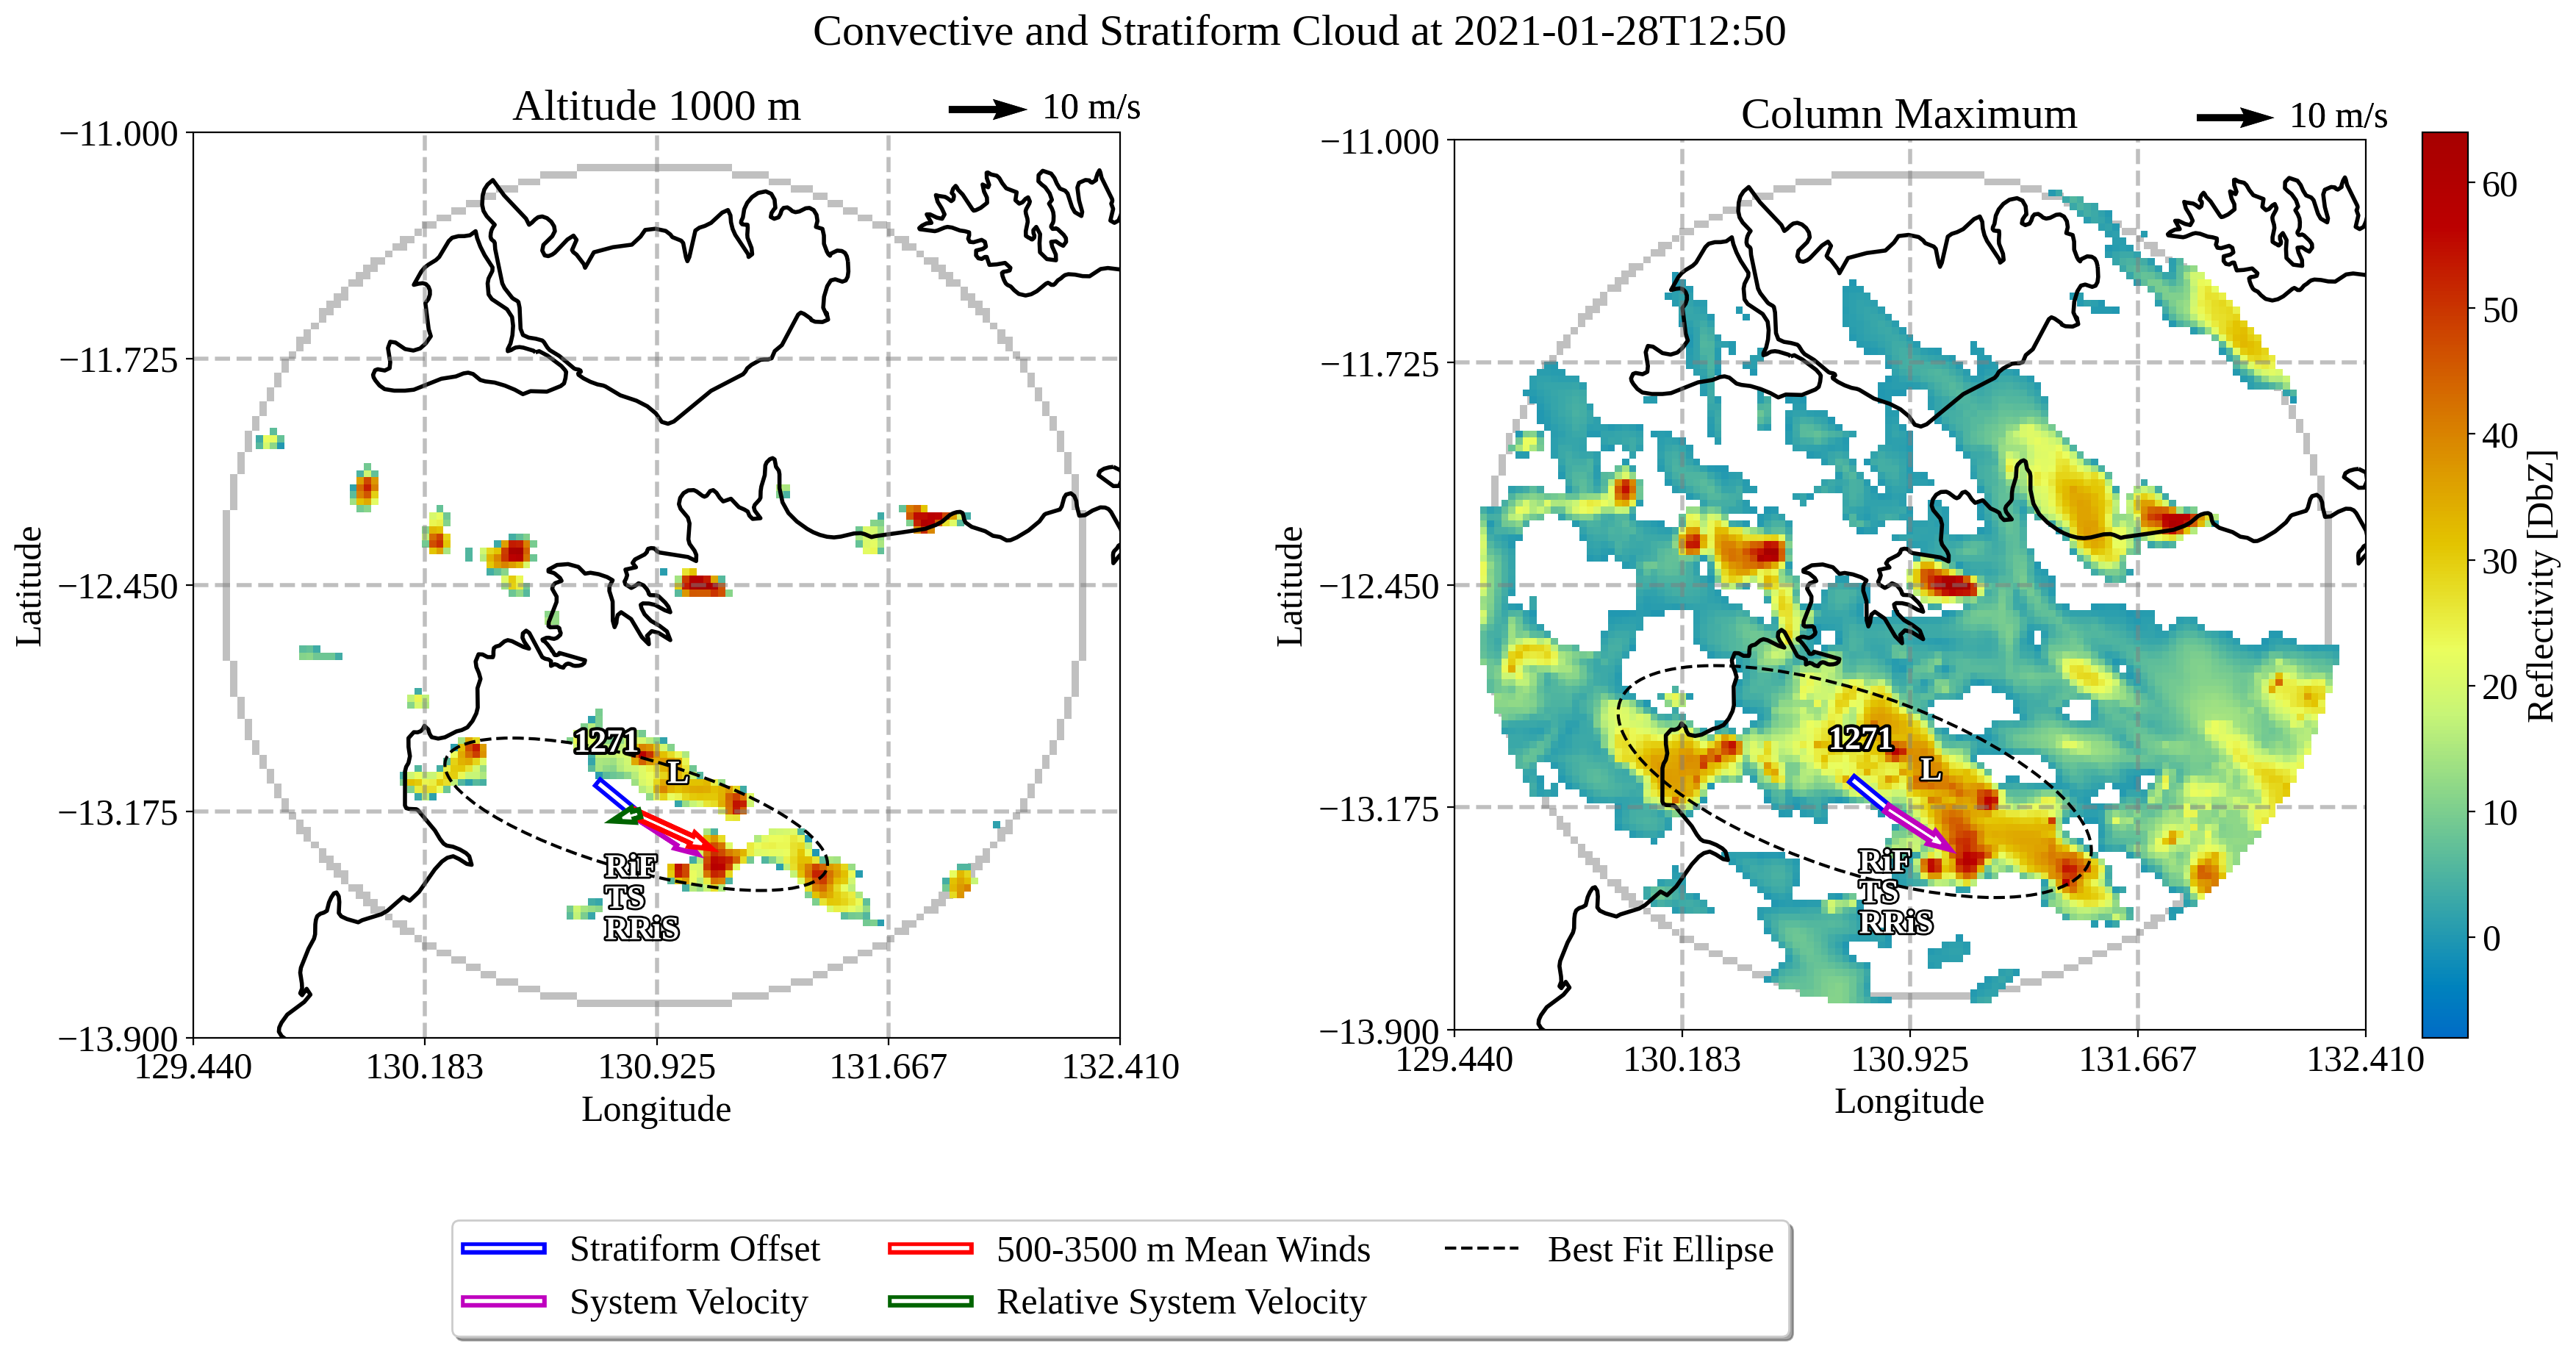 Convective and Stratiform Cloud at 2021-01-28T12:50
Altitude 1000 m
10 m/s
−11.000
−11.725
−12.450
−13.175
−13.900
Latitude
129.440 130.183 130.925 131.667 132.410
Longitude
1271
L
RiF
TS
RRiS
Column Maximum
10 m/s
−11.000
−11.725
−12.450
−13.175
−13.900
Latitude
129.440 130.183 130.925 131.667 132.410
Longitude
1271
L
RiF
TS
RRiS
60
50
40
30
20
10
0
Reflectivity [DbZ]
Stratiform Offset
System Velocity
500-3500 m Mean Winds
Relative System Velocity
Best Fit Ellipse